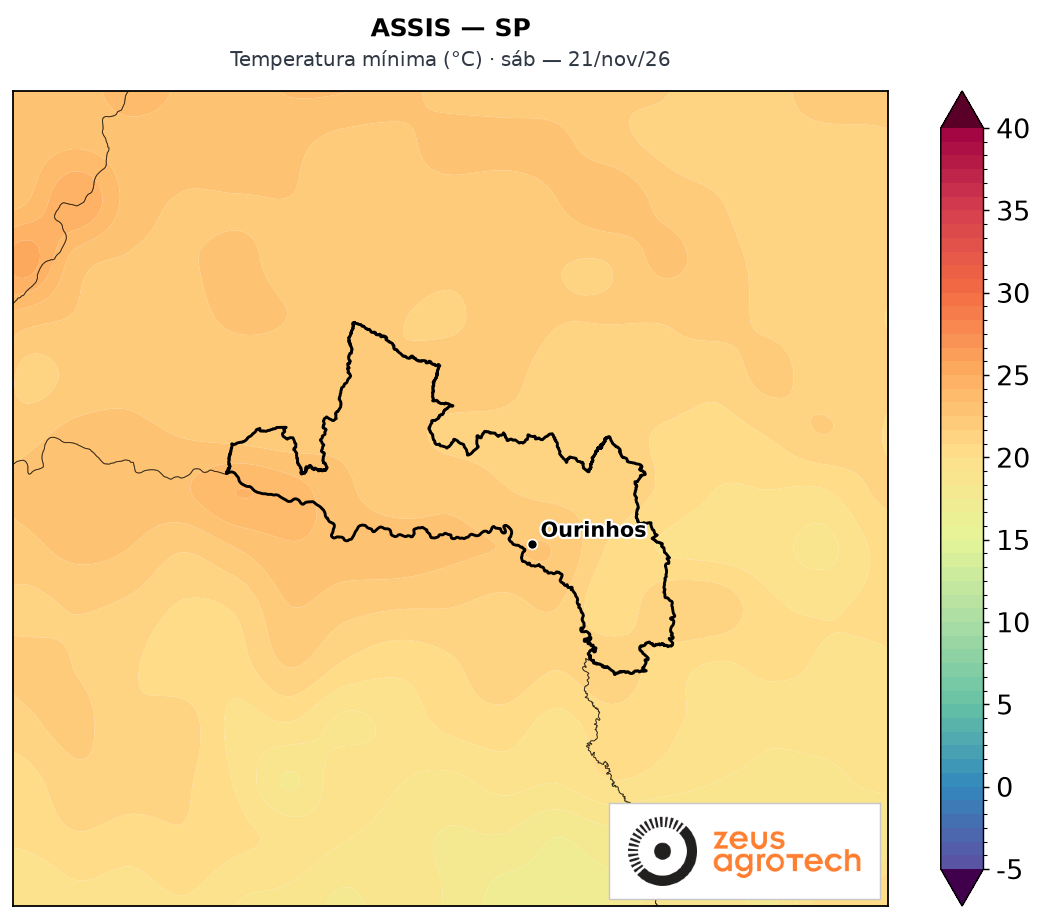 ASSIS — SP
Temperatura mínima (°C) · sáb — 21/nov/26
40
35
30
25
20
15
10
5
0
-5
Ourinhos
zeus
agrotech